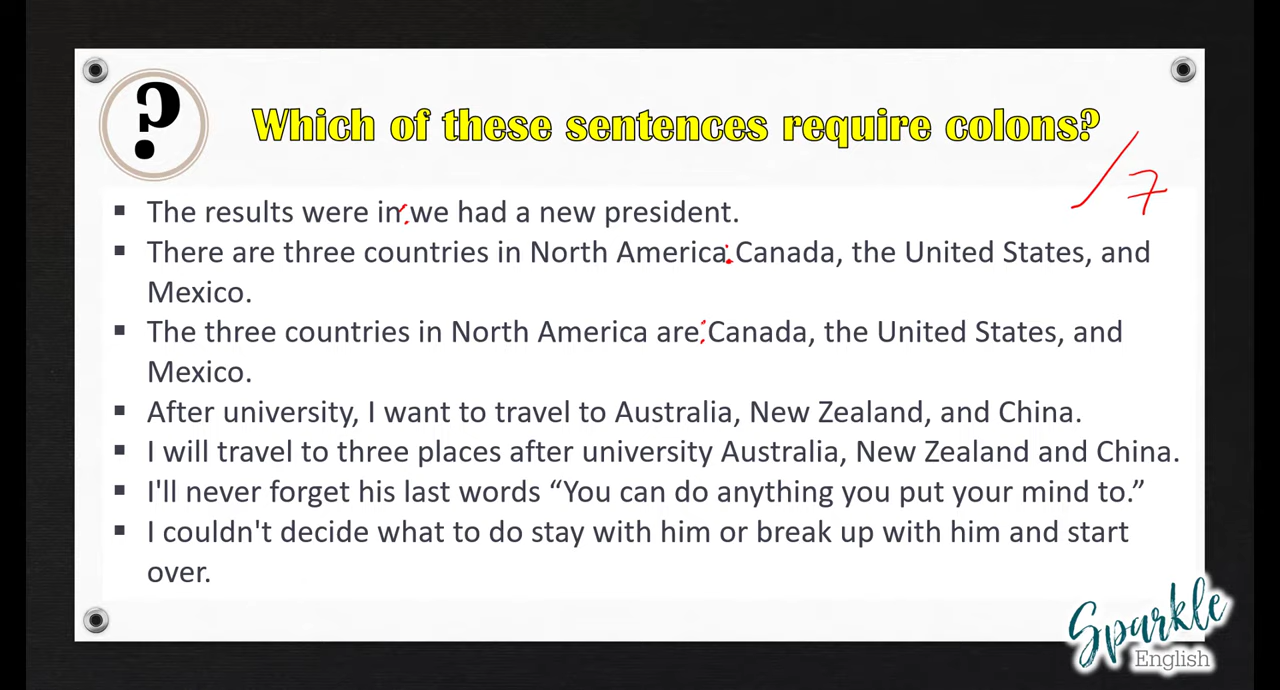 ?
Which of these sentences require colons?
/7
▪ The results were in:we had a new president.
▪ There are three countries in North America:Canada, the United States, and
Mexico.
▪ The three countries in North America are:Canada, the United States, and
Mexico.
▪ After university, I want to travel to Australia, New Zealand, and China.
▪ I will travel to three places after university Australia, New Zealand and China.
▪ I'll never forget his last words “You can do anything you put your mind to.”
▪ I couldn't decide what to do stay with him or break up with him and start
over.
Sparkle
English